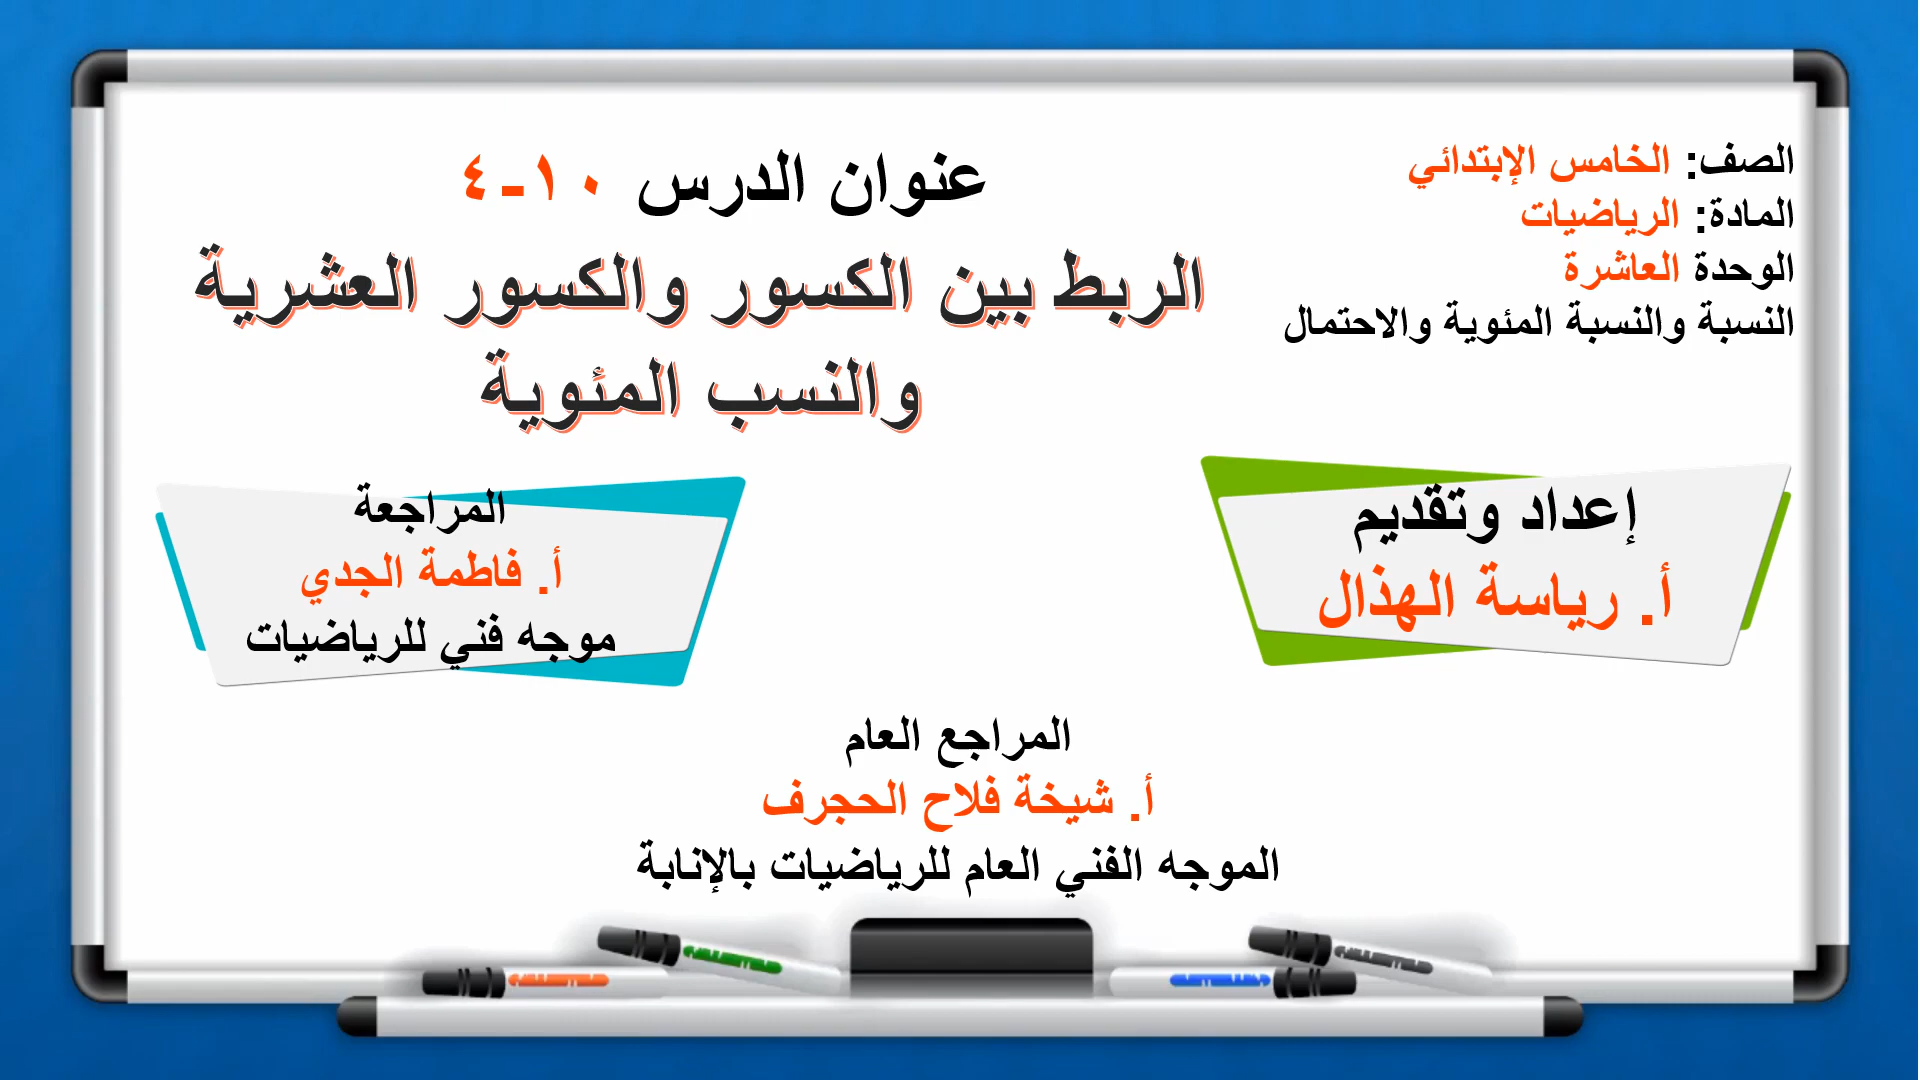 الصف: الخامس الإبتدائي
المادة: الرياضيات
الوحدة العاشرة
النسبة والنسبة المئوية والاحتمال
عنوان الدرس ١٠-٤
الربط بين الكسور والكسور العشرية
والنسب المئوية
إعداد وتقديم
أ. رياسة الهذال
المراجعة
أ. فاطمة الجدي
موجه فني للرياضيات
المراجع العام
أ. شيخة فلاح الحجرف
الموجه الفني العام للرياضيات بالإنابة